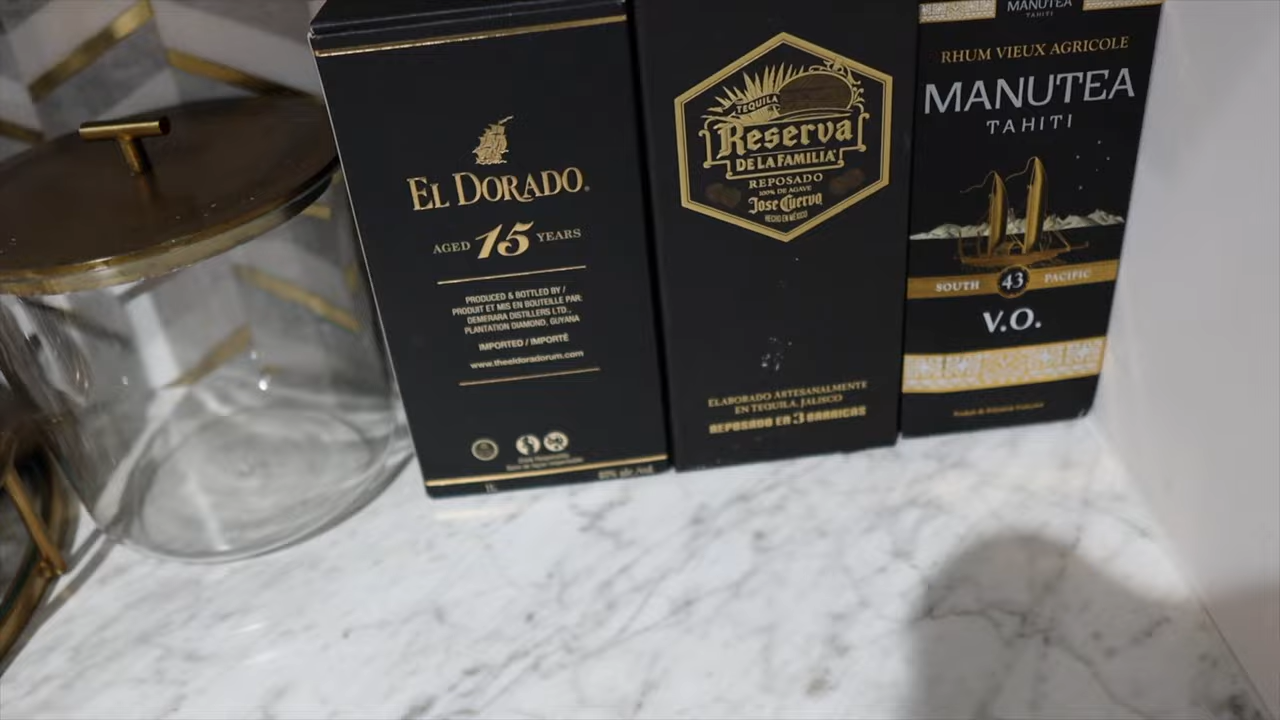 EL DORADO®
AGED 15 YEARS
PRODUCED & BOTTLED BY /
PRODUIT ET MIS EN BOUTEILLE PAR:
DEMERARA DISTILLERS LTD.,
PLANTATION DIAMOND, GUYANA
IMPORTED / IMPORTÉ
www.theeldoradorum.com
TEQUILA
Reserva
DE LA FAMILIA
REPOSADO
100% DE AGAVE
Jose Cuervo
HECHO EN MÉXICO
ELABORADO ARTESANALMENTE
EN TEQUILA, JALISCO
REPOSADO EN 3 BARRICAS
MANUTEA
TAHITI
RHUM VIEUX AGRICOLE
MANUTEA
TAHITI
SOUTH 43 PACIFIC
V.O.